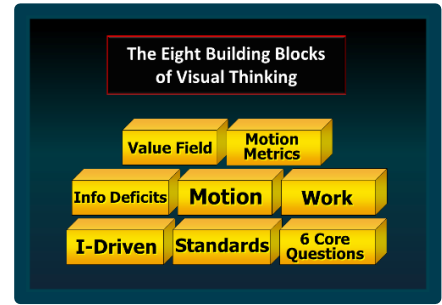 The Eight Building Blocks
of Visual Thinking
Value Field
Motion
Metrics
Info Deficits
Motion
Work
I-Driven
Standards
6 Core
Questions